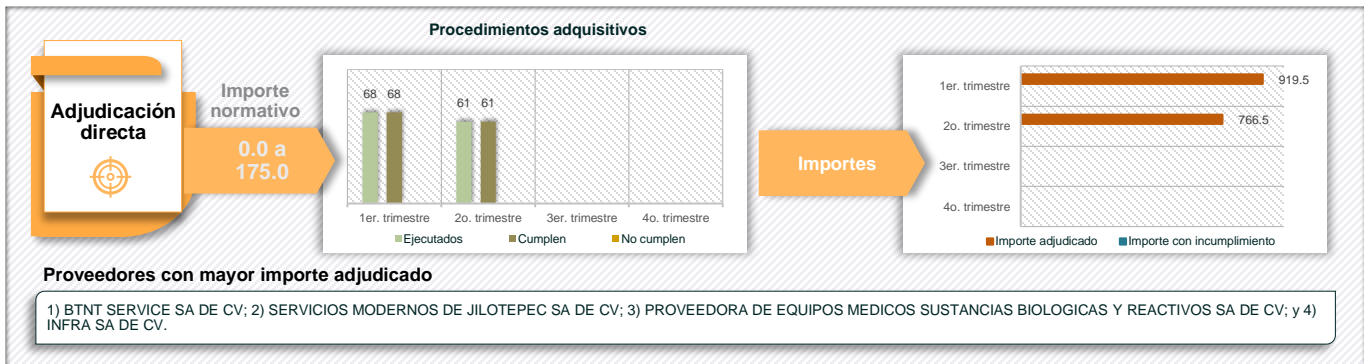 Procedimientos adquisitivos
Adjudicación
directa
Importe
normativo
0.0 a
175.0
68
68
61
61
1er. trimestre
2o. trimestre
3er. trimestre
4o. trimestre
Ejecutados
Cumplen
No cumplen
Importes
1er. trimestre
919.5
2o. trimestre
766.5
3er. trimestre
4o. trimestre
Importe adjudicado
Importe con incumplimiento
Proveedores con mayor importe adjudicado
1) BTNT SERVICE SA DE CV; 2) SERVICIOS MODERNOS DE JILOTEPEC SA DE CV; 3) PROVEEDORA DE EQUIPOS MEDICOS SUSTANCIAS BIOLOGICAS Y REACTIVOS SA DE CV; y 4)
INFRA SA DE CV.